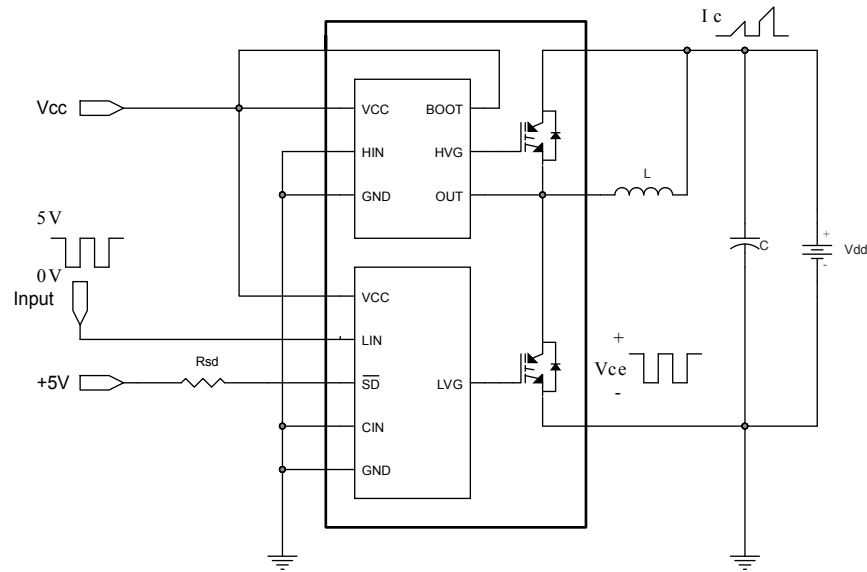 I c
Vcc
VCC BOOT
HIN HVG
GND OUT
L
5V
0V
Input
C
+
Vdd
-
VCC
LIN
Rsd
+5V
SD LVG
CIN
GND
+
Vce
-